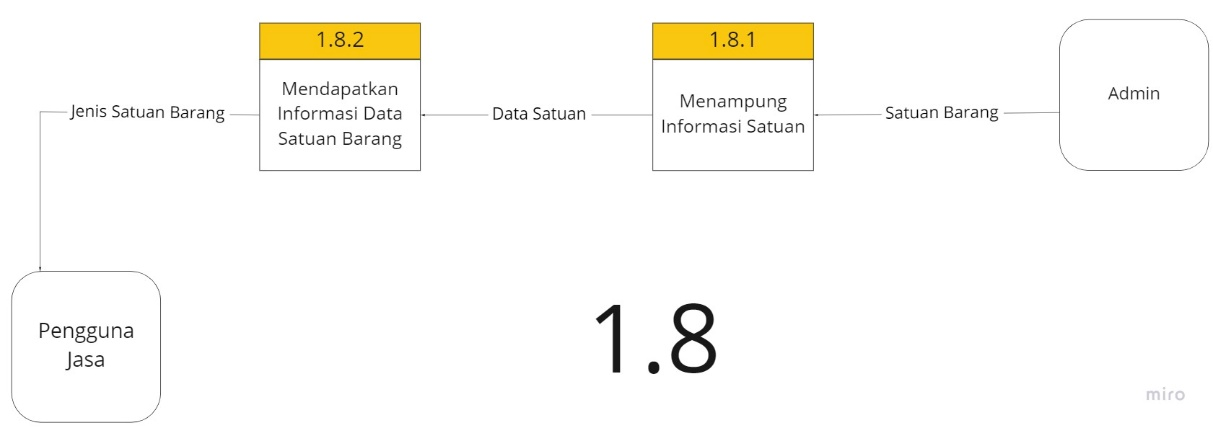 1.8.2
Mendapatkan
Informasi Data
Satuan Barang
1.8.1
Menampung
Informasi Satuan
Admin
Jenis Satuan Barang
Data Satuan
Satuan Barang
Pengguna
Jasa
1.8
miro